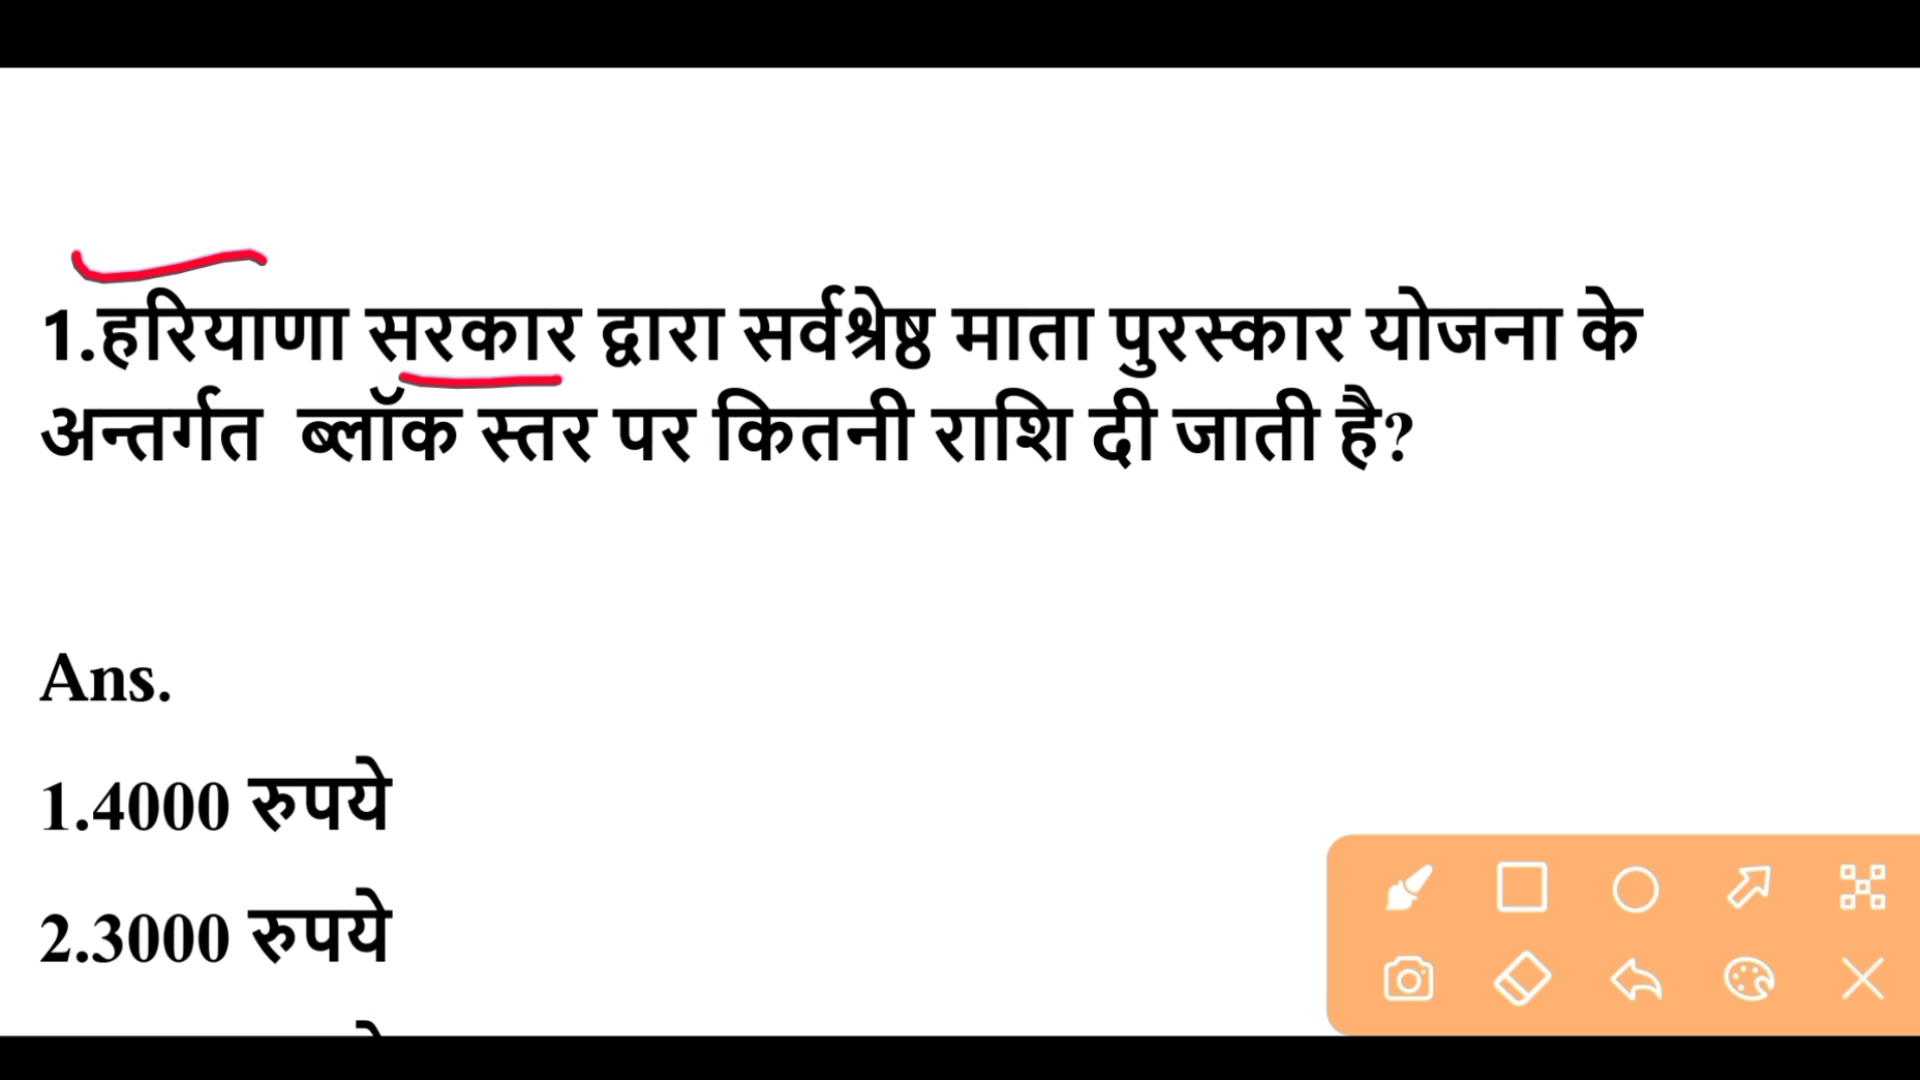 1.हरियाणा सरकार द्वारा सर्वश्रेष्ठ माता पुरस्कार योजना के
अन्तर्गत ब्लॉक स्तर पर कितनी राशि दी जाती है?
Ans.
1.4000 रुपये
2.3000 रुपये